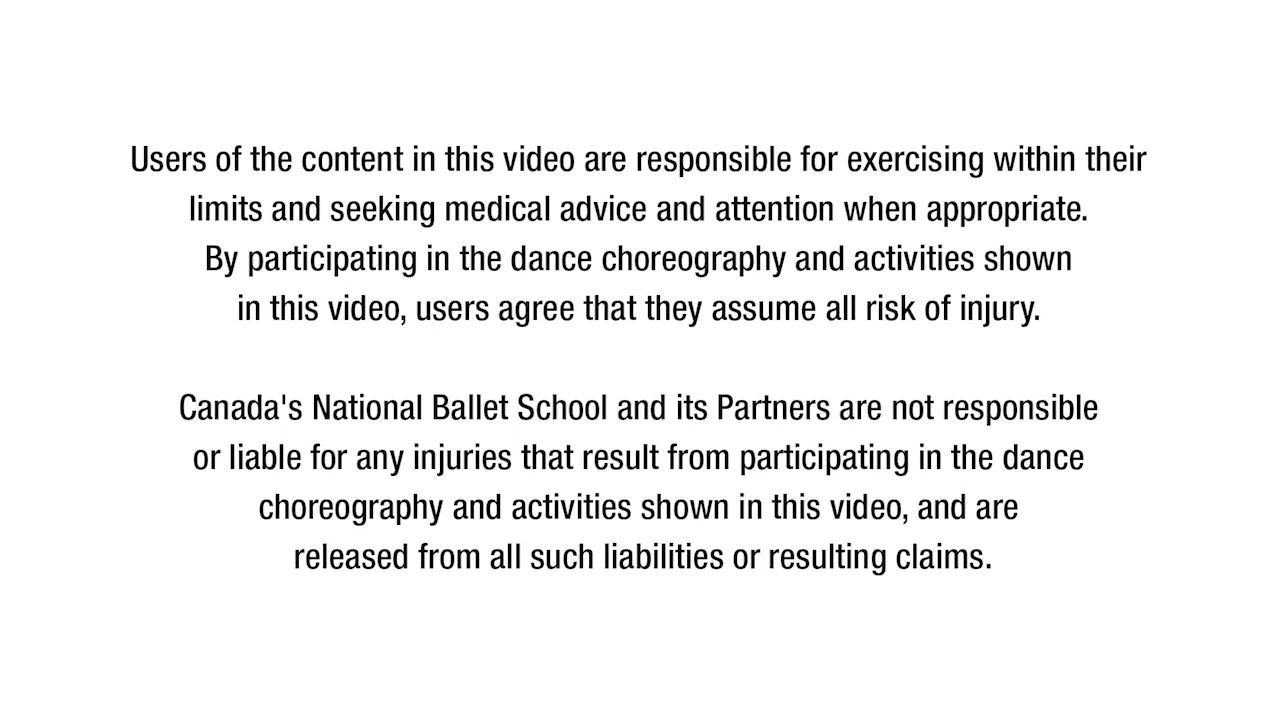 Users of the content in this video are responsible for exercising within their
limits and seeking medical advice and attention when appropriate.
By participating in the dance choreography and activities shown
in this video, users agree that they assume all risk of injury.
Canada's National Ballet School and its Partners are not responsible
or liable for any injuries that result from participating in the dance
choreography and activities shown in this video, and are
released from all such liabilities or resulting claims.